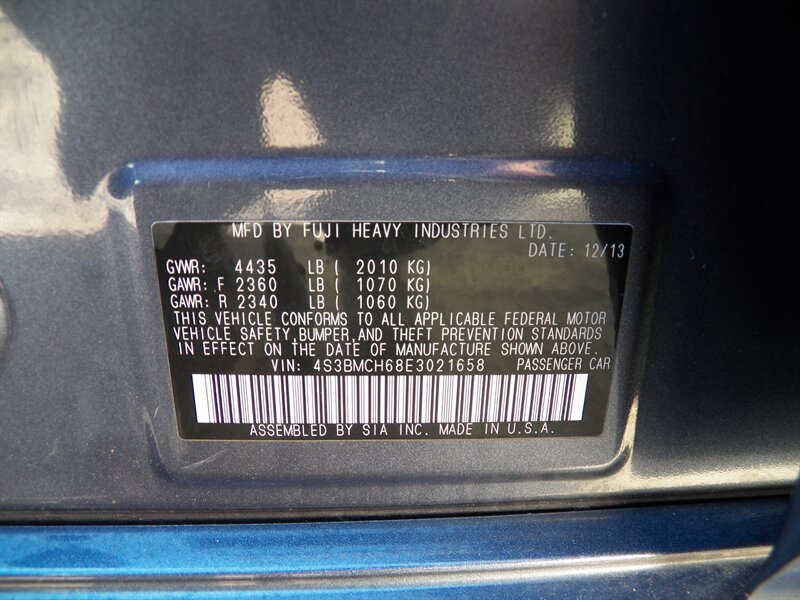 MFD BY FUJI HEAVY INDUSTRIES LTD.
DATE: 12/13
GVWR: 4435 LB ( 2010 KG)
GAWR: F 2360 LB ( 1070 KG)
GAWR: R 2340 LB ( 1060 KG)
THIS VEHICLE CONFORMS TO ALL APPLICABLE FEDERAL MOTOR
VEHICLE SAFETY, BUMPER, AND THEFT PREVENTION STANDARDS
IN EFFECT ON THE DATE OF MANUFACTURE SHOWN ABOVE.
VIN: 4S3BMCH68E3021658 PASSENGER CAR
ASSEMBLED BY SIA INC. MADE IN U.S.A.